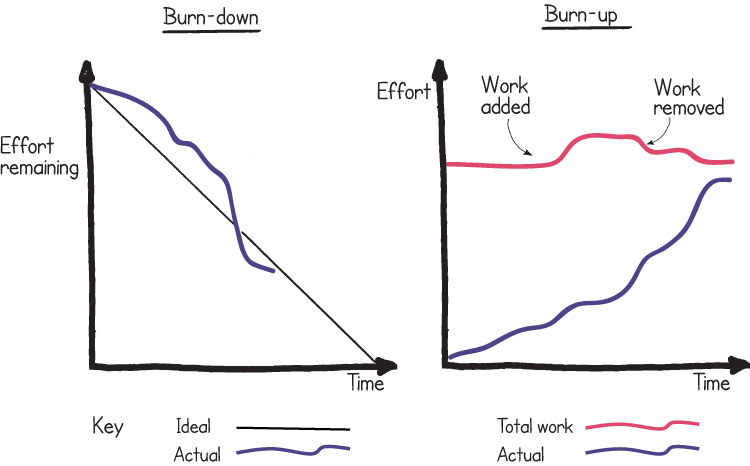 Burn-down
Effort
remaining
Time
Key
Ideal
Actual
Burn-up
Effort
Work
added
Work
removed
Time
Total work
Actual